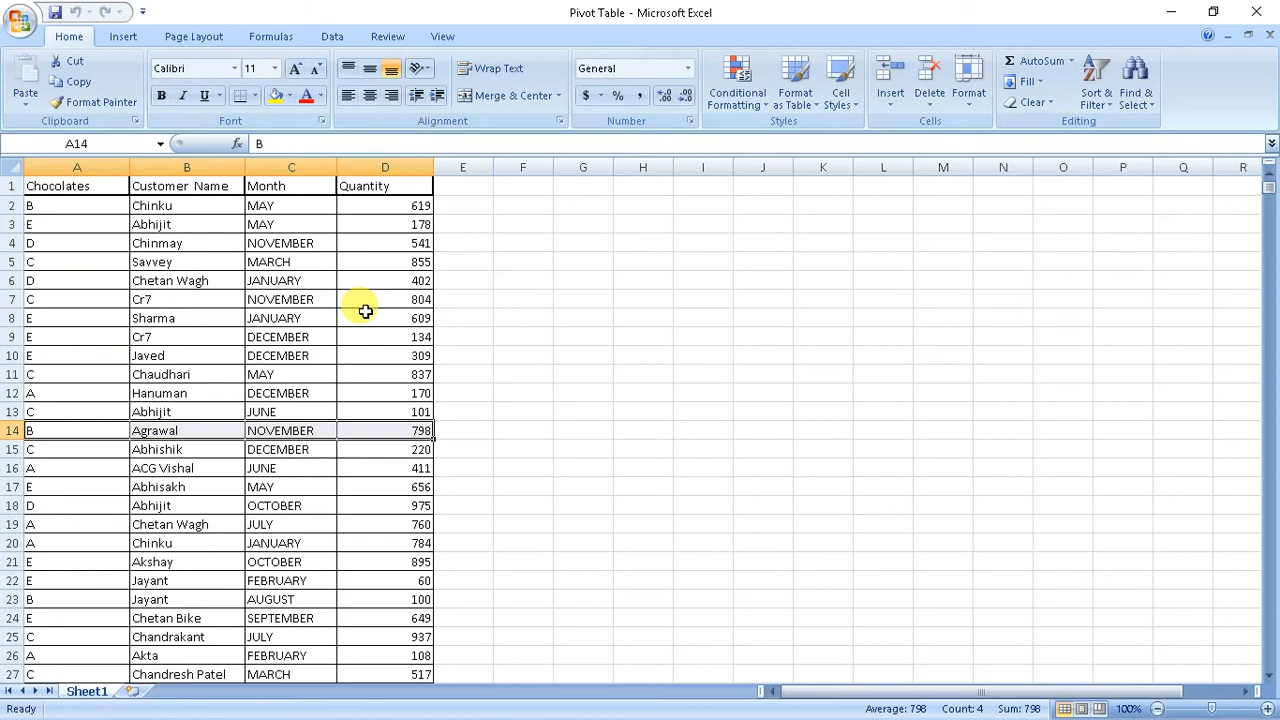 Pivot Table - Microsoft Excel
Home Insert Page Layout Formulas Data Review View
Paste
Cut
Copy
Format Painter
Clipboard
Calibri 11
B I U
Font
Wrap Text
Merge & Center
Alignment
General
$ % ,
Number
Conditional Formatting
Format as Table
Cell Styles
Styles
Insert
Delete
Format
Cells
AutoSum
Fill
Clear
Sort & Filter
Find & Select
Editing
A14 fx B
A B C D E F G H I J K L M N O P Q R
1 Chocolates Customer Name Month Quantity
2 B Chinku MAY 619
3 E Abhijit MAY 178
4 D Chinmay NOVEMBER 541
5 C Savvey MARCH 855
6 D Chetan Wagh JANUARY 402
7 C Cr7 NOVEMBER 804
8 E Sharma JANUARY 609
9 E Cr7 DECEMBER 134
10 E Javed DECEMBER 309
11 C Chaudhari MAY 837
12 A Hanuman DECEMBER 170
13 C Abhijit JUNE 101
14 B Agrawal NOVEMBER 798
15 C Abhishik DECEMBER 220
16 A ACG Vishal JUNE 411
17 E Abhisakh MAY 656
18 D Abhijit OCTOBER 975
19 A Chetan Wagh JULY 760
20 A Chinku JANUARY 784
21 E Akshay OCTOBER 895
22 E Jayant FEBRUARY 60
23 B Jayant AUGUST 100
24 E Chetan Bike SEPTEMBER 649
25 C Chandrakant JULY 937
26 A Akta FEBRUARY 108
27 C Chandresh Patel MARCH 517
Sheet1
Ready Average: 798 Count: 4 Sum: 798 100%